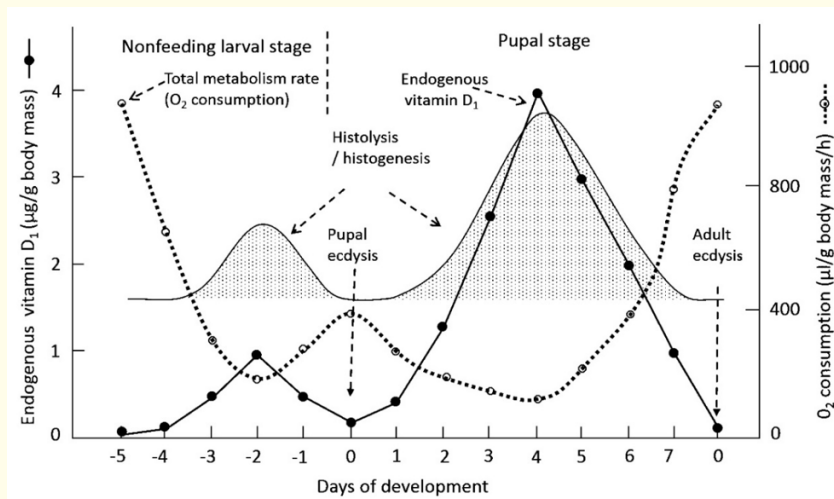 Nonfeeding larval stage
Pupal stage
Total metabolism rate
(O₂ consumption)
Endogenous
vitamin D₁
Histolysis
/ histogenesis
Pupal
ecdysis
Adult
ecdysis
Endogenous vitamin D₁ (µg/g body mass)
4
3
2
1
0
1000
800
400
200
0
O₂ consumption (µl/g body mass/h)
-5 -4 -3 -2 -1 0 1 2 3 4 5 6 7 0
Days of development